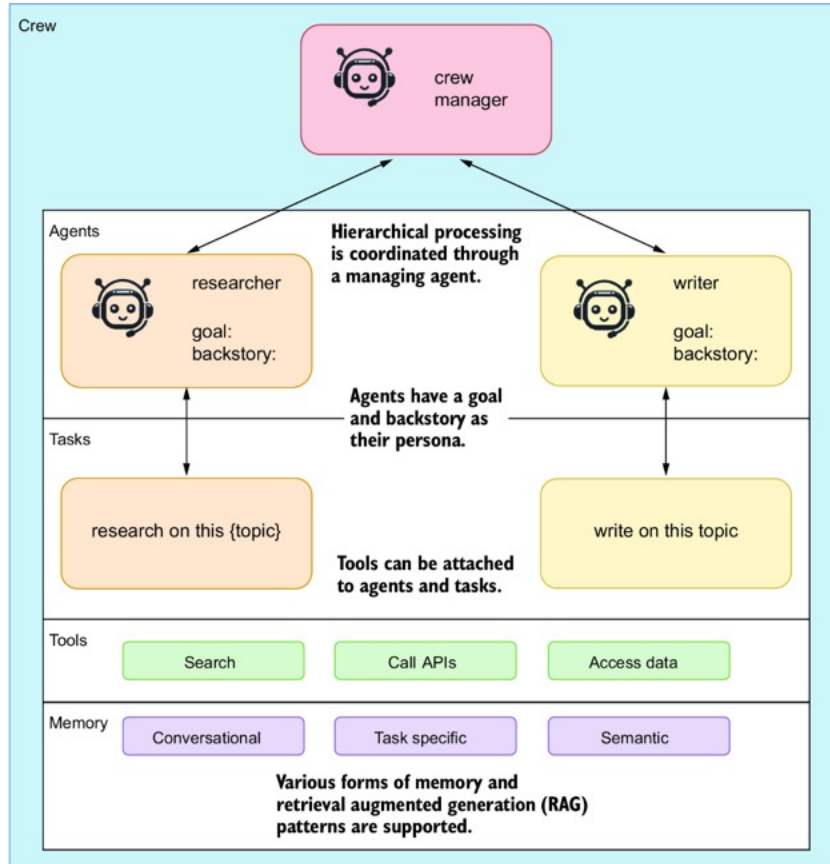 Crew
crew
manager
Agents
Hierarchical processing
is coordinated through
a managing agent.
researcher
goal:
backstory:
writer
goal:
backstory:
Agents have a goal
and backstory as
their persona.
Tasks
research on this {topic}
write on this topic
Tools can be attached
to agents and tasks.
Tools
Search
Call APIs
Access data
Memory
Conversational
Task specific
Semantic
Various forms of memory and
retrieval augmented generation (RAG)
patterns are supported.